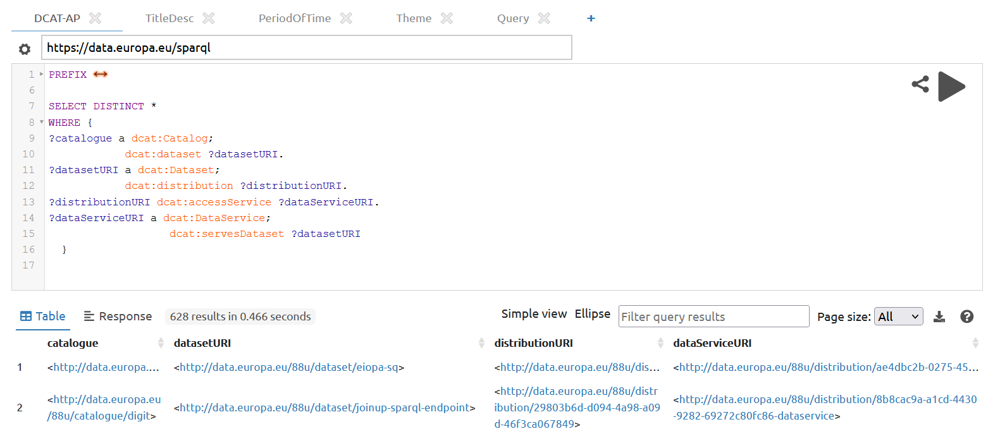 DCAT-AP TitleDesc PeriodOfTime Theme Query +
https://data.europa.eu/sparql
1 PREFIX ↔
6
7 SELECT DISTINCT *
8 WHERE {
9 ?catalogue a dcat:Catalog;
10 dcat:dataset ?datasetURI.
11 ?datasetURI a dcat:Dataset;
12 dcat:distribution ?distributionURI.
13 ?distributionURI dcat:accessService ?dataServiceURI.
14 ?dataServiceURI a dcat:DataService;
15 dcat:servesDataset ?datasetURI
16 }
17
Table Response 628 results in 0.466 seconds Simple view Ellipse Filter query results Page size: All
catalogue datasetURI distributionURI dataServiceURI
1 <http://data.europa.… <http://data.europa.eu/88u/dataset/eiopa-sq> <http://data.europa.eu/88u/dis… <http://data.europa.eu/88u/distribution/ae4dbc2b-0275-45…
2 <http://data.europa.eu
/88u/catalogue/digit>
<http://data.europa.eu/88u/dataset/joinup-sparql-endpoint>
<http://data.europa.eu/88u/distr
ibution/29803b6d-d094-4a98-a09
d-46f3ca067849>
<http://data.europa.eu/88u/distribution/8b8cac9a-a1cd-4430
-9282-69272c80fc86-dataservice>